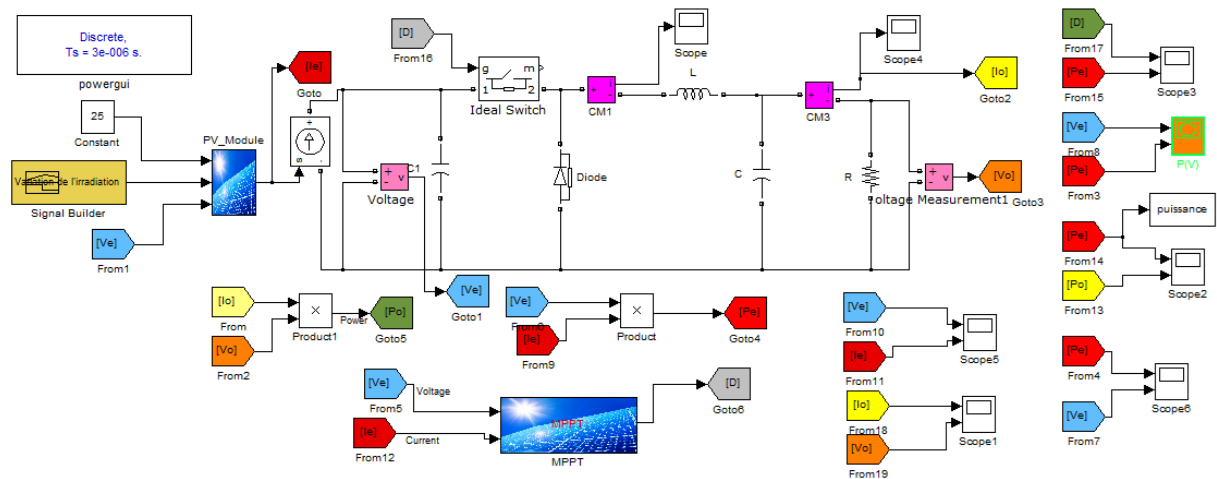 Discrete,
Ts = 3e-006 s.
powergui
25
Constant
Variation de l'irradiation
Signal Builder
[Ve]
From1
PV_Module
[Ie]
Goto
+
s
-
[D]
From16
g m
1 2
Ideal Switch
+ v
-
Voltage
C1
Diode
+ i
-
CM1
Scope
L
C
+ i
-
CM3
Scope4
[Io]
Goto2
R
+ v
-
oltage Measurement1
[Vo]
Goto3
[Ve]
Goto1
[Io]
From
[Vo]
From2
×
Product1
Power
[Po]
Goto5
[Ve]
From6
[Ie]
From9
×
Product
[Pe]
Goto4
[Ve]
From5
Voltage
[Ie]
From12
Current
MPPT
MPPT
[D]
Goto6
[Ve]
From10
[Ie]
From11
Scope5
[Io]
From18
[Vo]
From19
Scope1
[D]
From17
[Pe]
From15
Scope3
[Ve]
From8
[Pe]
From3
P(V)
puissance
[Pe]
From14
[Po]
From13
Scope2
[Pe]
From4
[Ve]
From7
Scope6